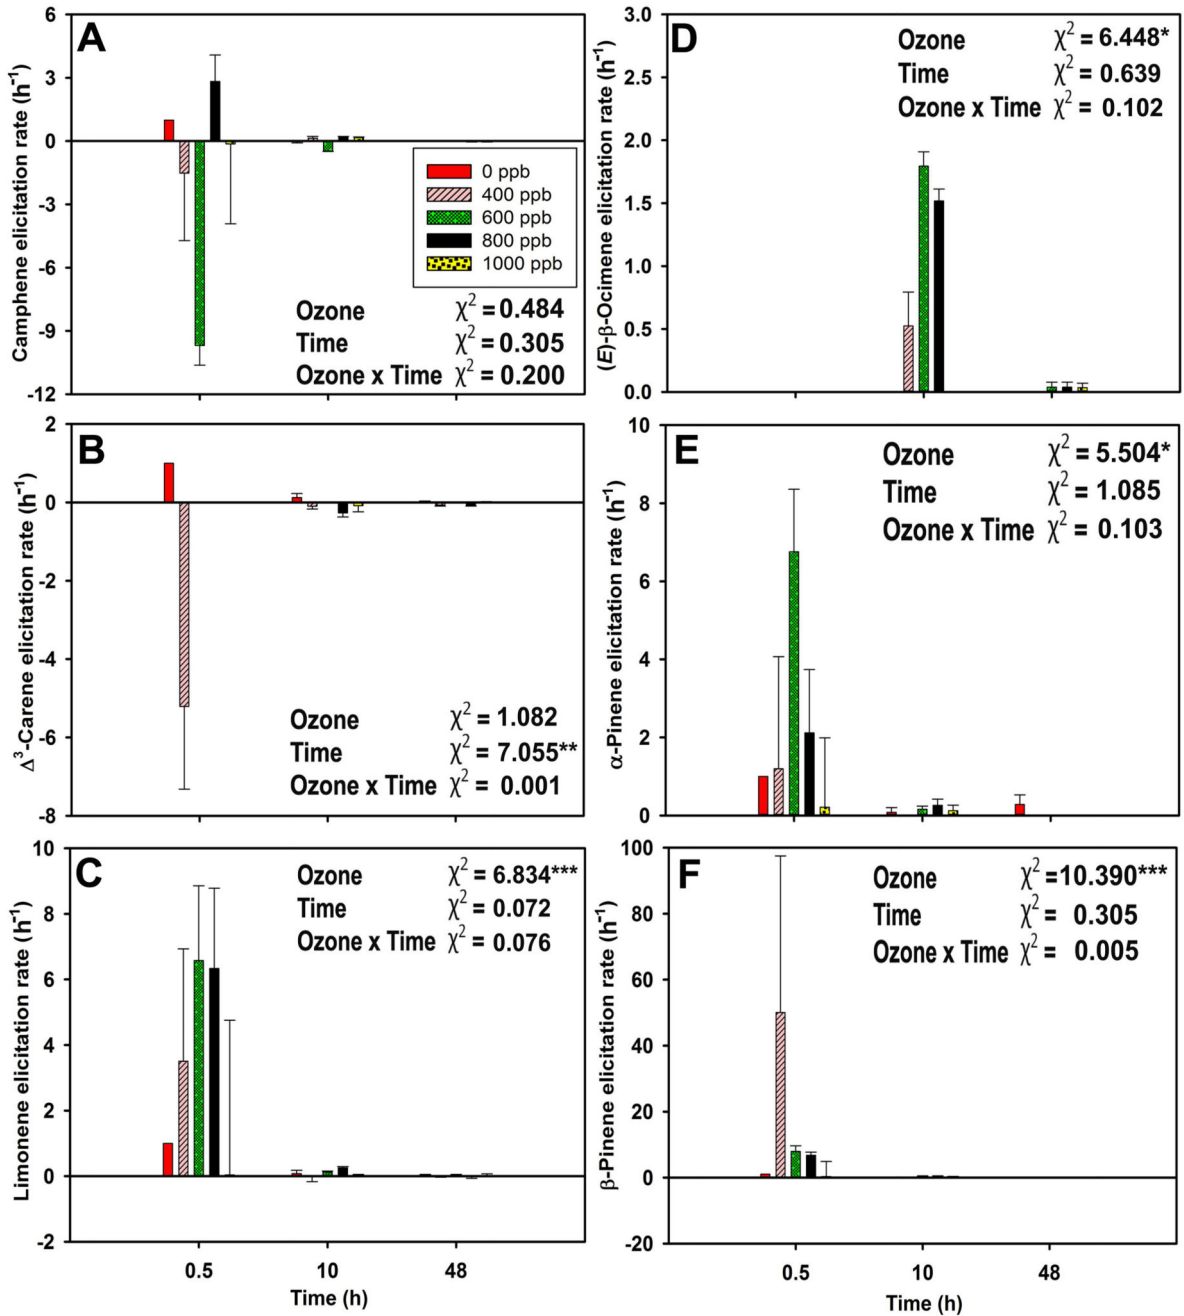 A
Camphene elicitation rate (h⁻¹)
6
3
0
-3
-6
-9
-12
0 ppb
400 ppb
600 ppb
800 ppb
1000 ppb
Ozone χ² = 0.484
Time χ² = 0.305
Ozone x Time χ² = 0.200
B
Δ³-Carene elicitation rate (h⁻¹)
2
0
-2
-4
-6
-8
Ozone χ² = 1.082
Time χ² = 7.055**
Ozone x Time χ² = 0.001
C
Limonene elicitation rate (h⁻¹)
10
8
6
4
2
0
-2
Ozone χ² = 6.834***
Time χ² = 0.072
Ozone x Time χ² = 0.076
0.5 10 48
Time (h)
D
(E)-β-Ocimene elicitation rate (h⁻¹)
3.0
2.5
2.0
1.5
1.0
0.5
0.0
Ozone χ² = 6.448*
Time χ² = 0.639
Ozone x Time χ² = 0.102
E
α-Pinene elicitation rate (h⁻¹)
10
8
6
4
2
0
Ozone χ² = 5.504*
Time χ² = 1.085
Ozone x Time χ² = 0.103
F
β-Pinene elicitation rate (h⁻¹)
100
80
60
40
20
0
-20
Ozone χ² =10.390***
Time χ² = 0.305
Ozone x Time χ² = 0.005
0.5 10 48
Time (h)